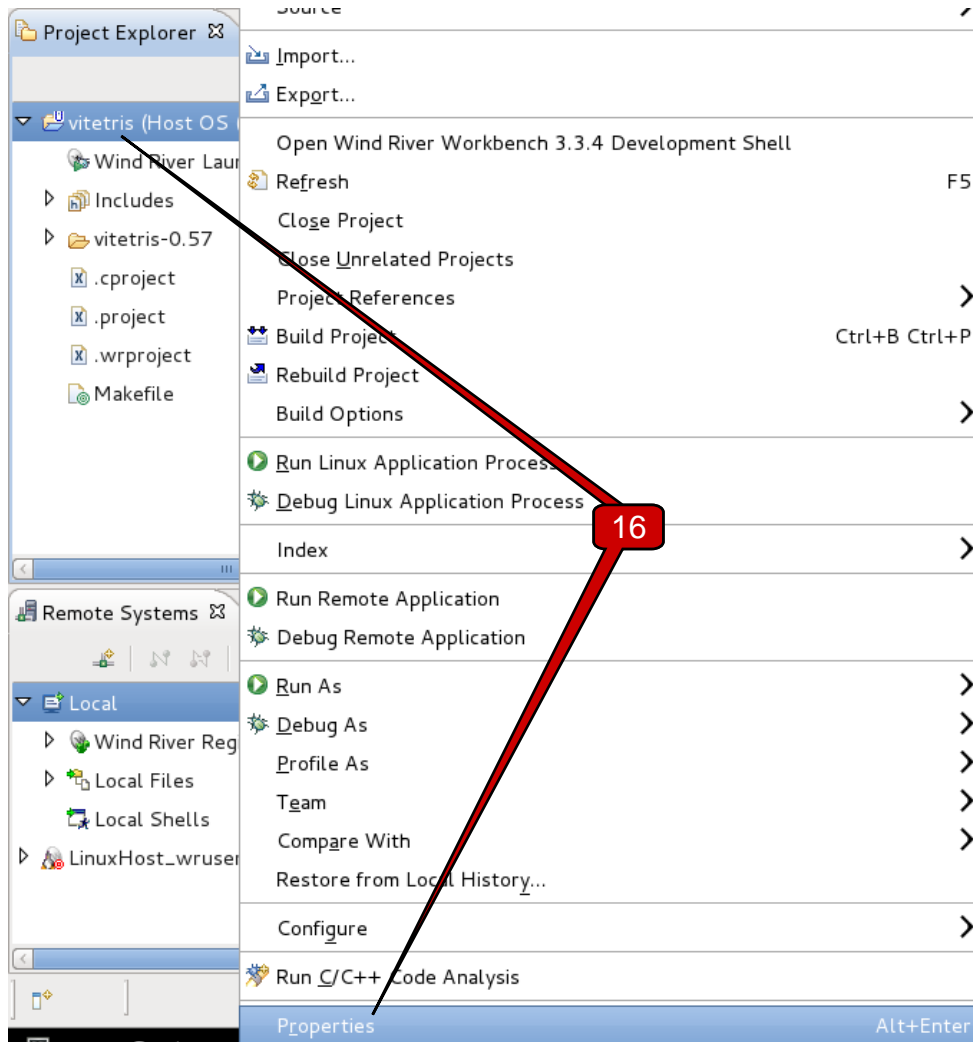 Source
Project Explorer
Import...
Export...
vitetris (Host OS (
Open Wind River Workbench 3.3.4 Development Shell
Wind River Laun
Refresh F5
Includes
Close Project
vitetris-0.57
Close Unrelated Projects
.cproject
Project References
.project
Build Project Ctrl+B Ctrl+P
.wrproject
Rebuild Project
Makefile
Build Options
Run Linux Application Process
Debug Linux Application Process
16
Index
Run Remote Application
Remote Systems
Debug Remote Application
Run As
Local
Debug As
Wind River Reg
Profile As
Local Files
Team
Local Shells
Compare With
LinuxHost_wruser
Restore from Local History...
Configure
Run C/C++ Code Analysis
Properties Alt+Enter